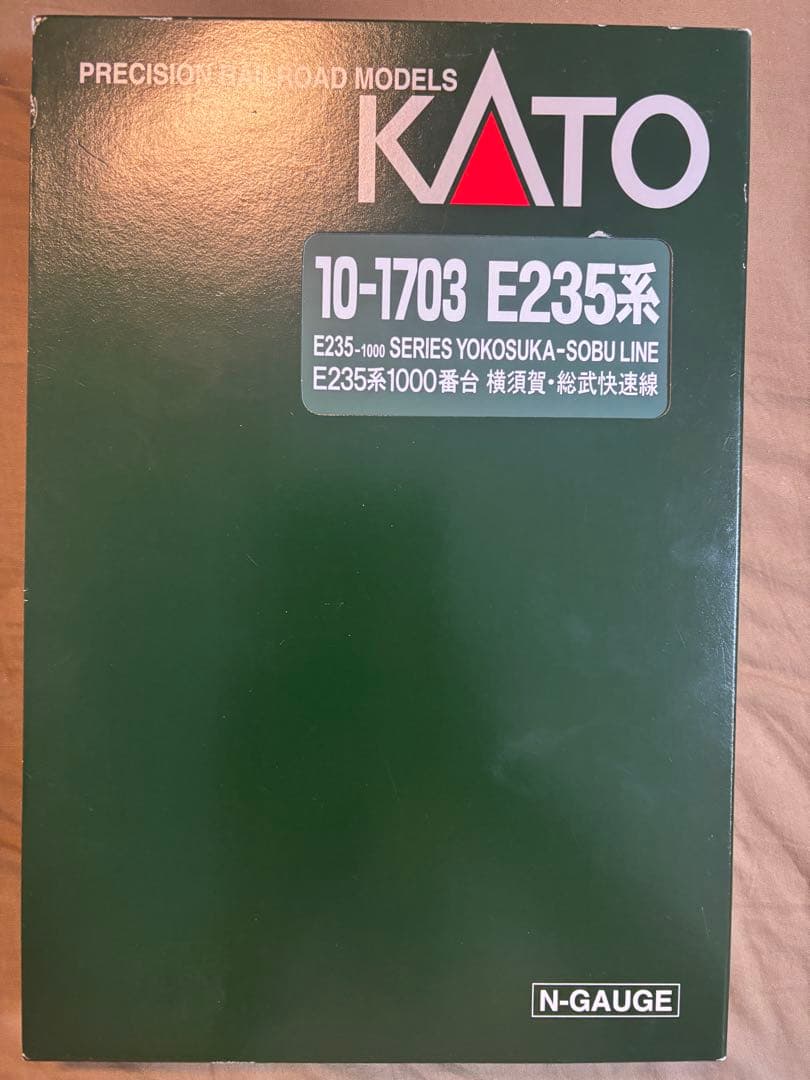 PRECISION RAILROAD MODELS
KATO
10-1703 E235系
E235-1000 SERIES YOKOSUKA-SOBU LINE
E235系1000番台 横須賀・総武快速線
N-GAUGE